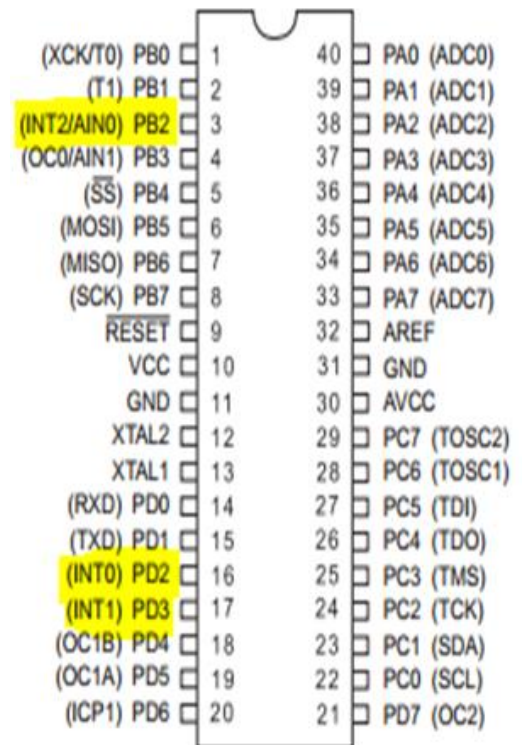 (XCK/T0) PB0 1 40 PA0 (ADC0)
(T1) PB1 2 39 PA1 (ADC1)
(INT2/AIN0) PB2 3 38 PA2 (ADC2)
(OC0/AIN1) PB3 4 37 PA3 (ADC3)
(S̅S̅) PB4 5 36 PA4 (ADC4)
(MOSI) PB5 6 35 PA5 (ADC5)
(MISO) PB6 7 34 PA6 (ADC6)
(SCK) PB7 8 33 PA7 (ADC7)
R̅E̅S̅E̅T̅ 9 32 AREF
VCC 10 31 GND
GND 11 30 AVCC
XTAL2 12 29 PC7 (TOSC2)
XTAL1 13 28 PC6 (TOSC1)
(RXD) PD0 14 27 PC5 (TDI)
(TXD) PD1 15 26 PC4 (TDO)
(INT0) PD2 16 25 PC3 (TMS)
(INT1) PD3 17 24 PC2 (TCK)
(OC1B) PD4 18 23 PC1 (SDA)
(OC1A) PD5 19 22 PC0 (SCL)
(ICP1) PD6 20 21 PD7 (OC2)